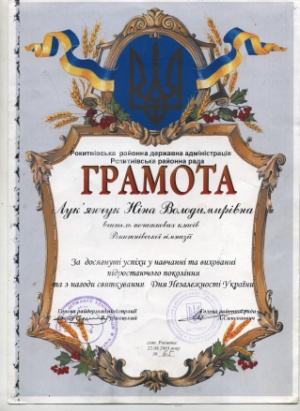 Рокитнівська районна державна адміністрація
Рокитнівська районна рада
ГРАМОТА
Лук'янчук Ніна Володимирівна
вчитель початкових класів
Рокитнівської гімназії
За досягнуті успіхи у навчанні та вихованні
підростаючого покоління
та з нагоди святкування Дня Незалежності України
Голова райдержадміністрації
Голова районної ради
смт. Рокитне